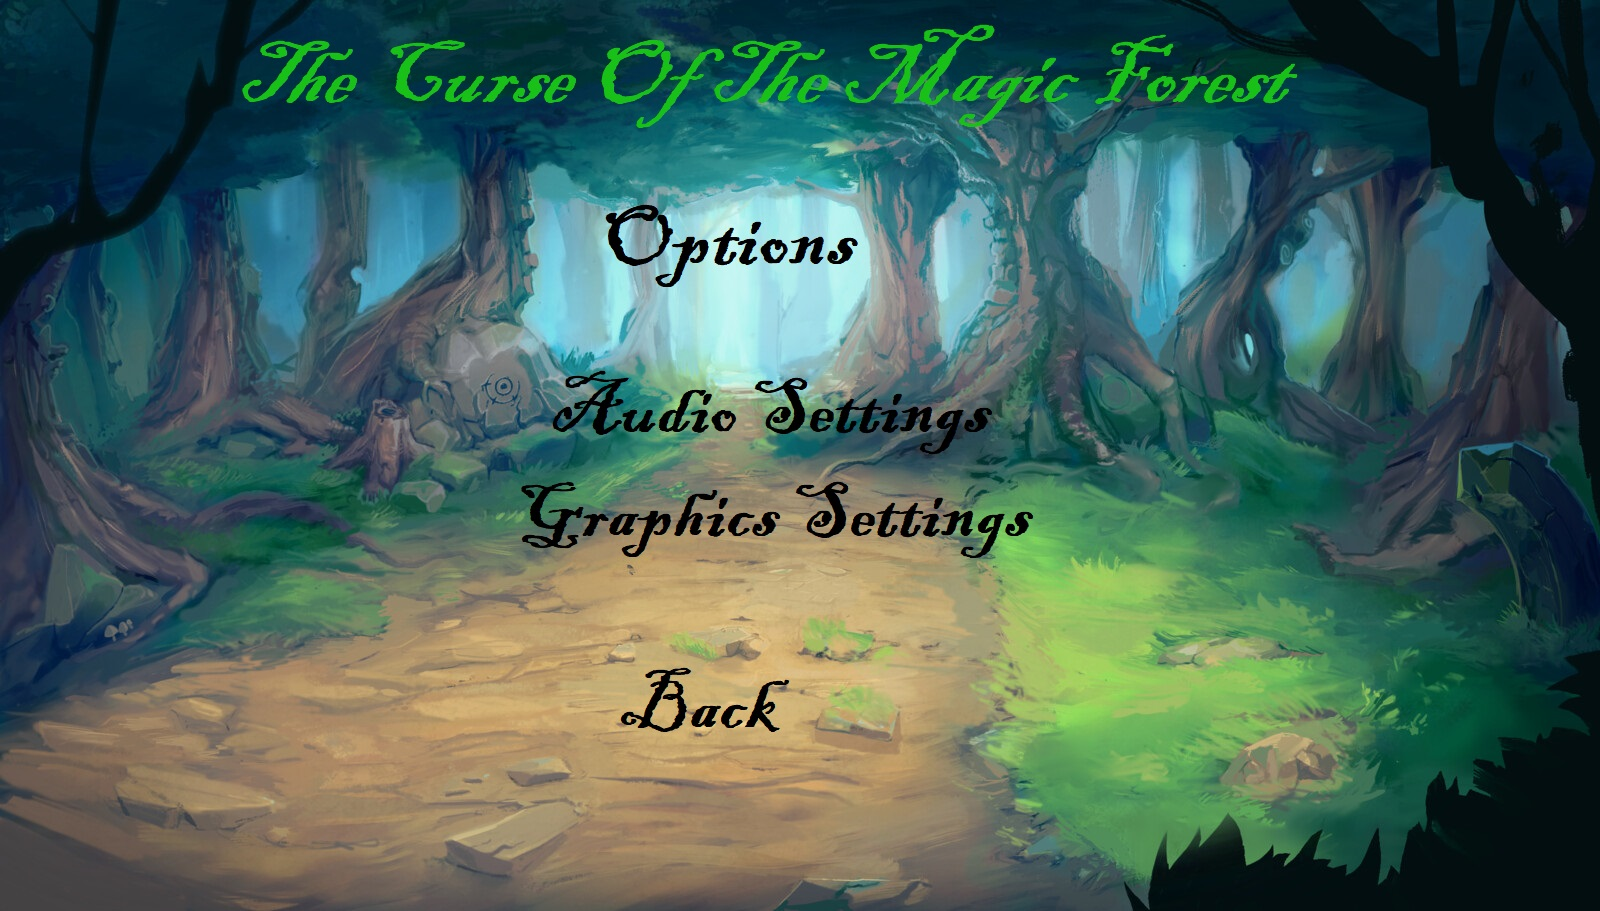 The Curse Of The Magic Forest
Options
Audio Settings
Graphics Settings
Back